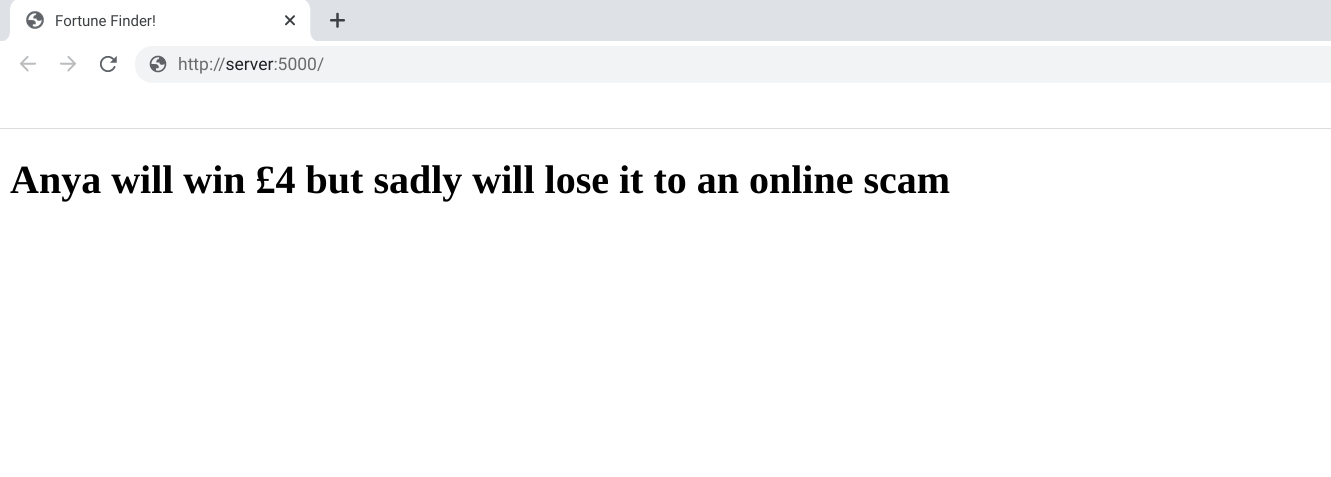 Fortune Finder!
http://server:5000/
Anya will win £4 but sadly will lose it to an online scam